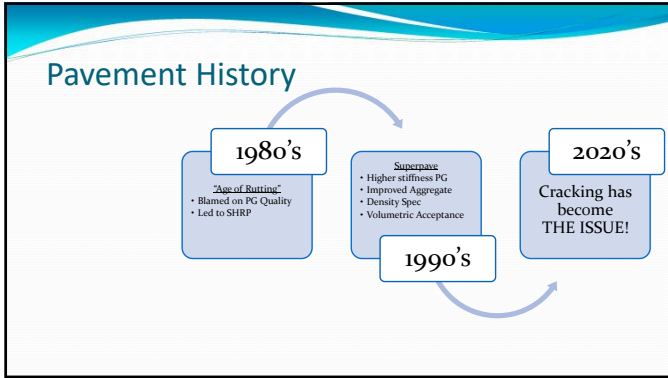 Pavement History
1980's
"Age of Rutting"
• Blamed on PG Quality
• Led to SHRP
Superpave
• Higher stiffness PG
• Improved Aggregate
• Density Spec
• Volumetric Acceptance
1990's
2020's
Cracking has
become
THE ISSUE!